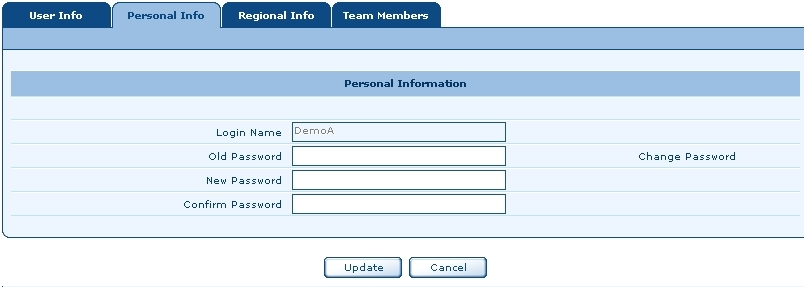 User Info Personal Info Regional Info Team Members
Personal Information
Login Name DemoA
Old Password Change Password
New Password
Confirm Password
Update Cancel